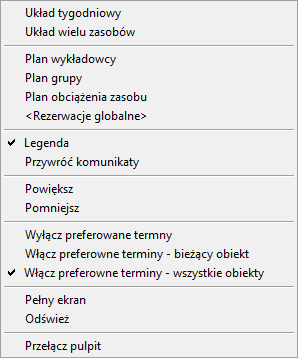 Układ tygodniowy
Układ wielu zasobów
Plan wykładowcy
Plan grupy
Plan obciążenia zasobu
<Rezerwacje globalne>
Legenda
Przywróć komunikaty
Powiększ
Pomniejsz
Wyłącz preferowane termny
Włącz preferowne terminy - bieżący obiekt
Włącz preferowne terminy - wszystkie obiekty
Pełny ekran
Odśwież
Przełącz pulpit